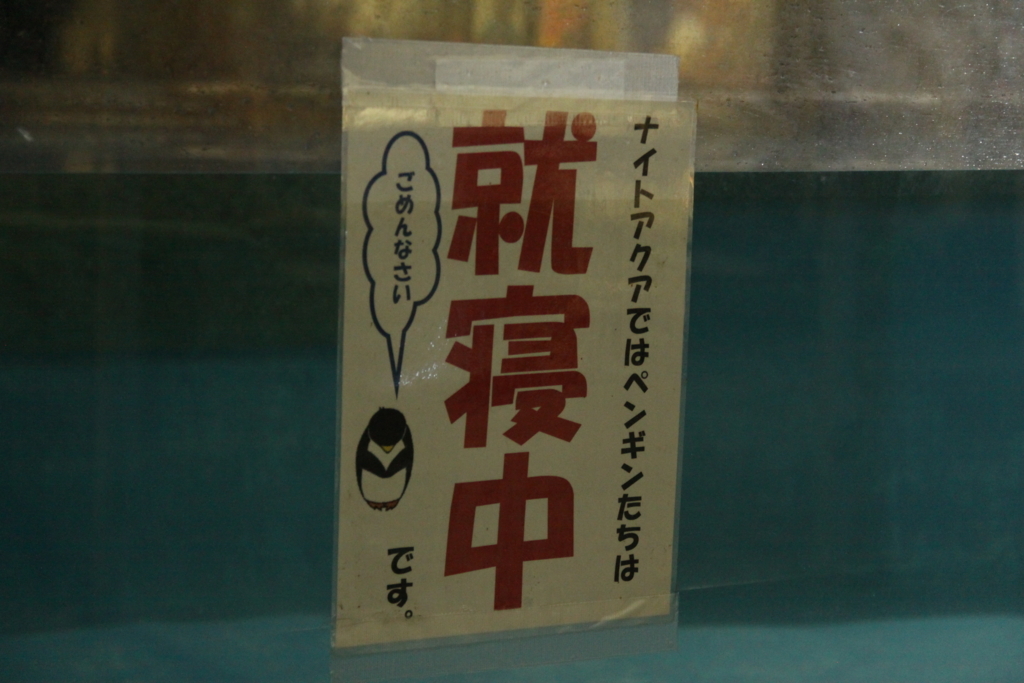 ナイトアクアではペンギンたちは
就寝中
です。
ごめんなさい